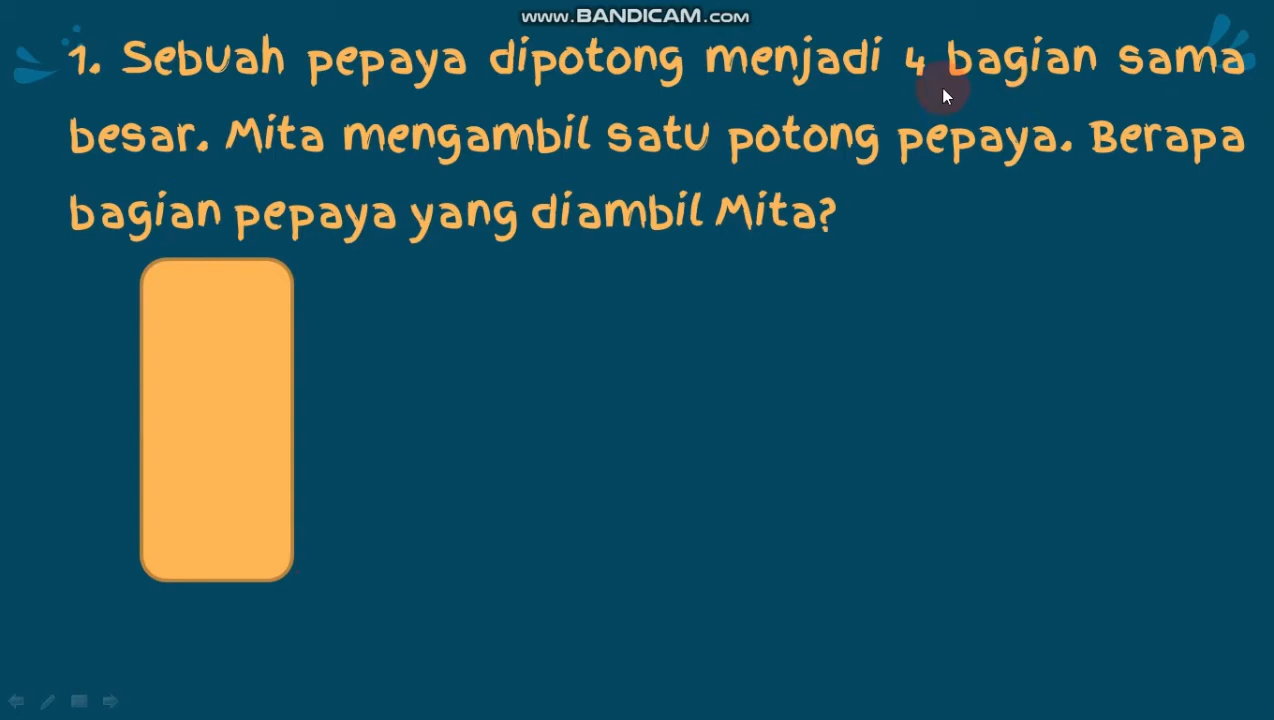 www.BANDICAM.com
1. Sebuah pepaya dipotong menjadi 4 bagian sama
besar. Mita mengambil satu potong pepaya. Berapa
bagian pepaya yang diambil Mita?